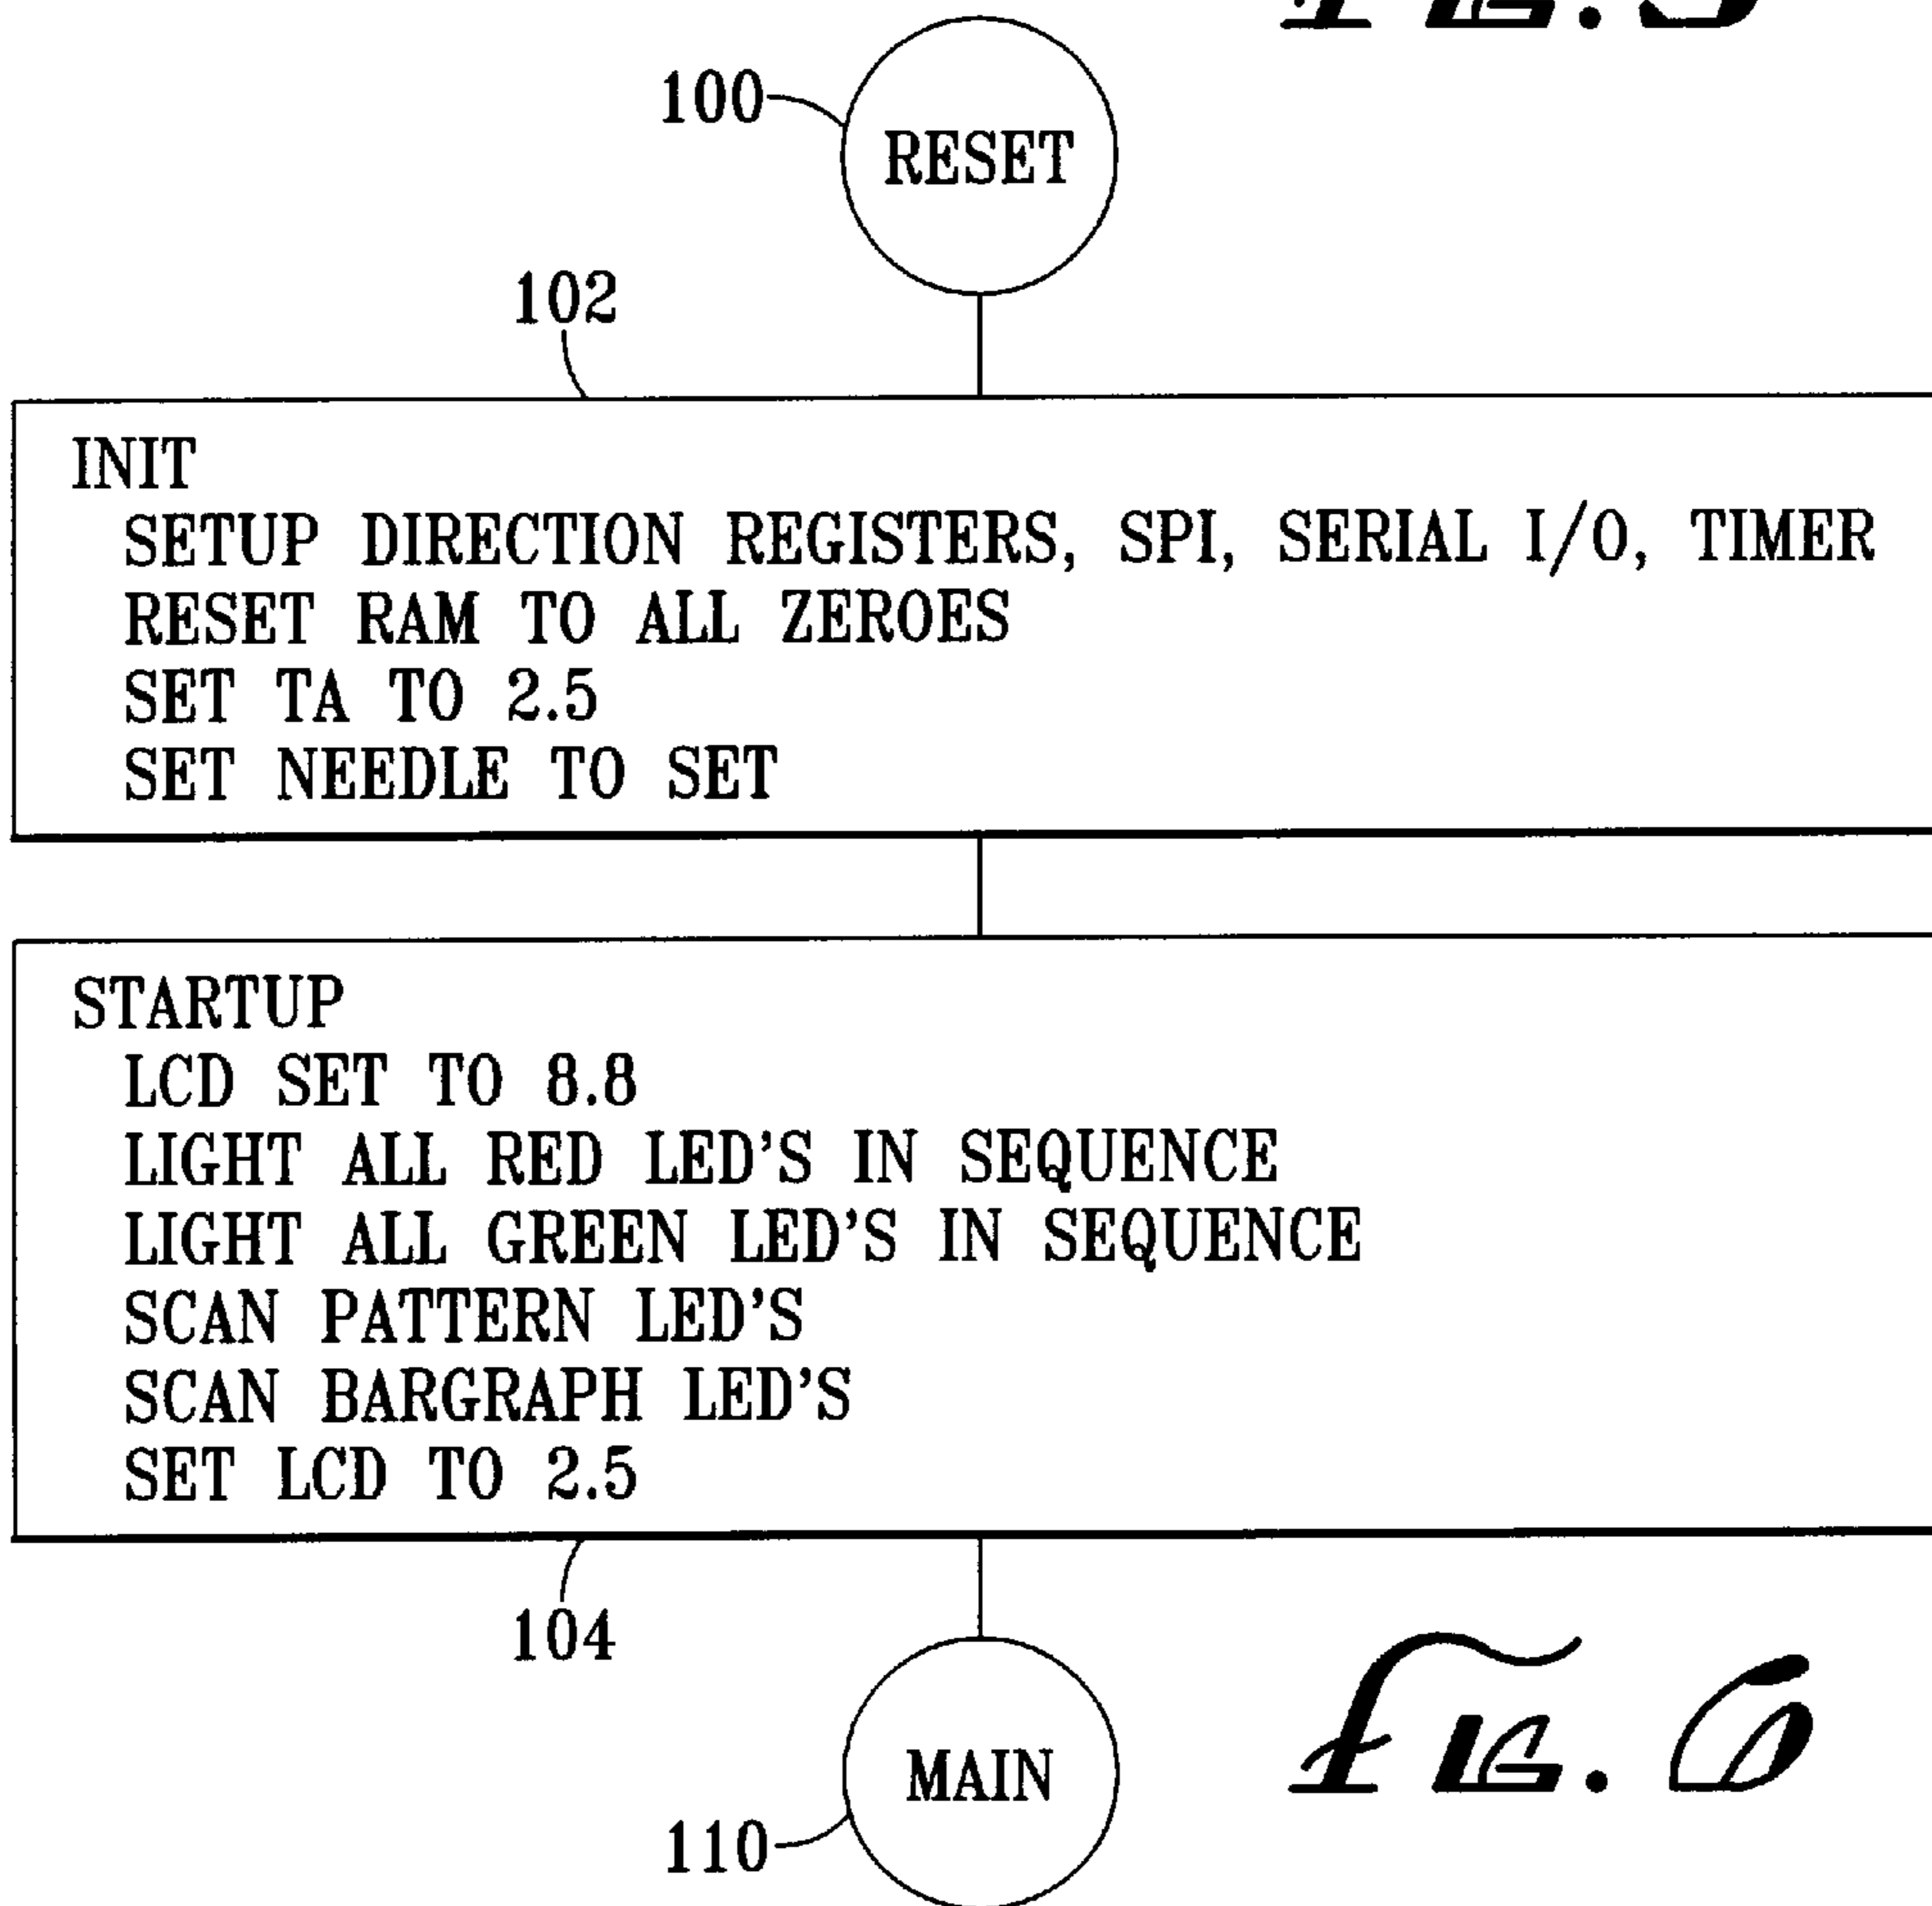 100
RESET
102
INIT
SETUP DIRECTION REGISTERS, SPI, SERIAL I/O, TIMER
RESET RAM TO ALL ZEROES
SET TA TO 2.5
SET NEEDLE TO SET
STARTUP
LCD SET TO 8.8
LIGHT ALL RED LED'S IN SEQUENCE
LIGHT ALL GREEN LED'S IN SEQUENCE
SCAN PATTERN LED'S
SCAN BARGRAPH LED'S
SET LCD TO 2.5
104
MAIN
110
FIG. 6